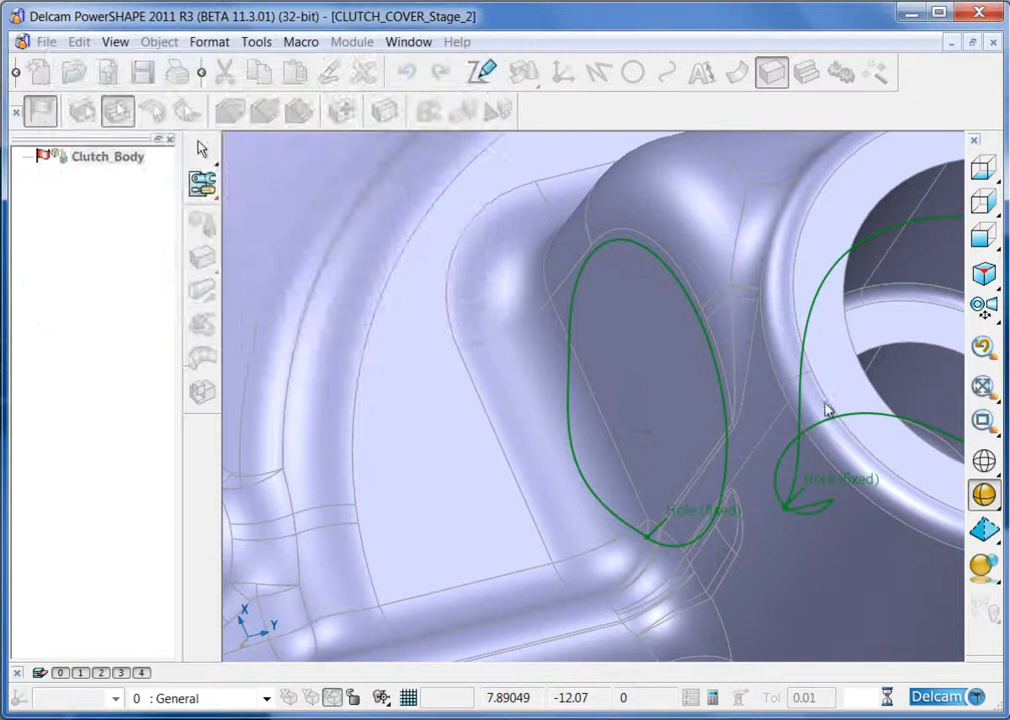 Delcam PowerSHAPE 2011 R3 (BETA 11.3.01) (32-bit) - [CLUTCH_COVER_Stage_2]
File Edit View Object Format Tools Macro Module Window Help
Clutch_Body
Hole (fixed)
Hole (fixed)
X
Y
0 1 2 3 4
0 : General 7.89049 -12.07 0 Tol 0.01 Delcam